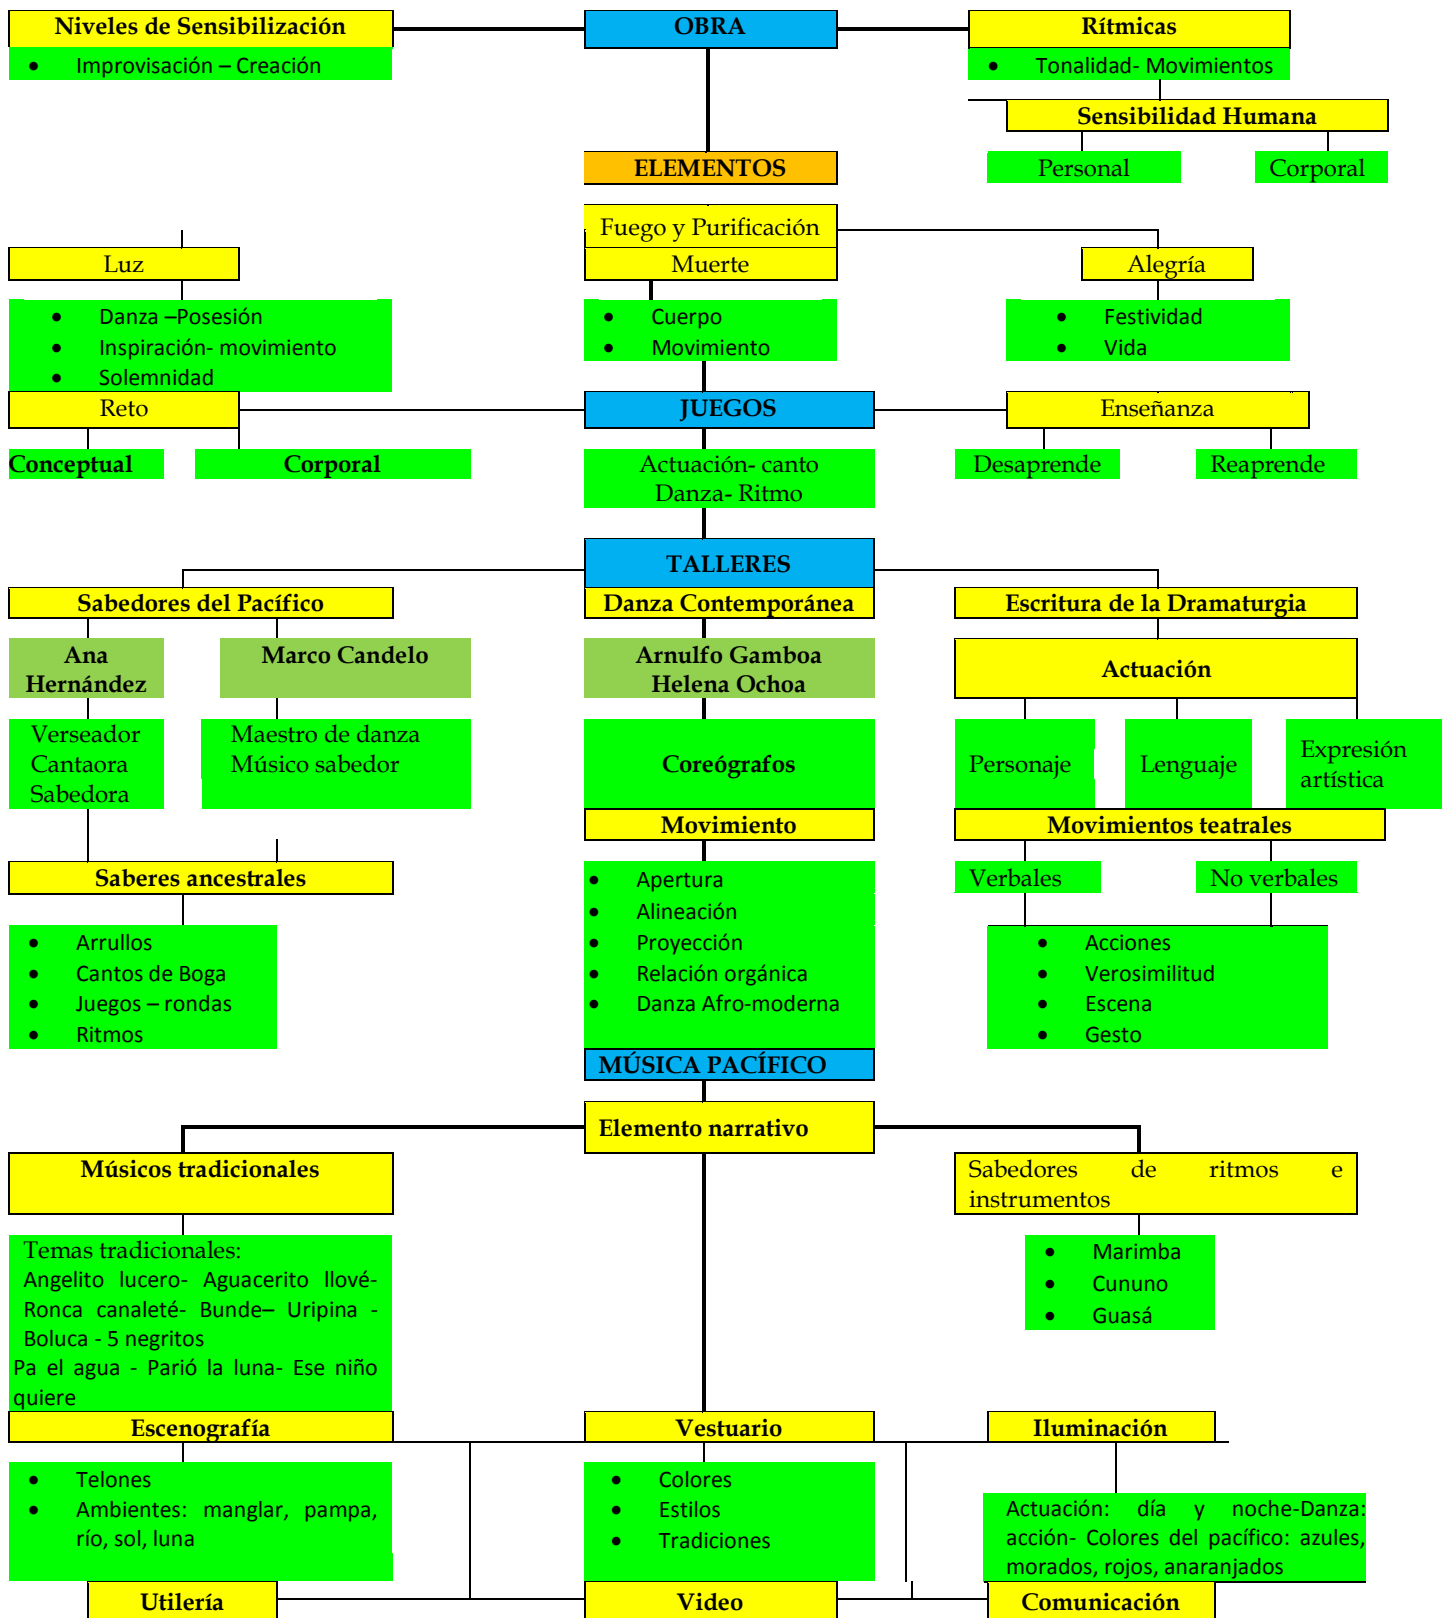 Niveles de Sensibilización
OBRA
Rítmicas
• Improvisación – Creación
• Tonalidad- Movimientos
Sensibilidad Humana
ELEMENTOS
Personal
Corporal
Fuego y Purificación
Luz
Muerte
Alegría
• Danza –Posesión
• Inspiración- movimiento
• Solemnidad
• Cuerpo
• Movimiento
• Festividad
• Vida
Reto
JUEGOS
Enseñanza
Conceptual
Corporal
Actuación- canto
Danza- Ritmo
Desaprende
Reaprende
TALLERES
Sabedores del Pacífico
Danza Contemporánea
Escritura de la Dramaturgia
Ana
Hernández
Marco Candelo
Arnulfo Gamboa
Helena Ochoa
Actuación
Verseador
Cantaora
Sabedora
Maestro de danza
Músico sabedor
Coreógrafos
Personaje
Lenguaje
Expresión
artística
Movimiento
Movimientos teatrales
Saberes ancestrales
• Apertura
• Alineación
• Proyección
• Relación orgánica
• Danza Afro-moderna
Verbales
No verbales
• Arrullos
• Cantos de Boga
• Juegos – rondas
• Ritmos
• Acciones
• Verosimilitud
• Escena
• Gesto
MÚSICA PACÍFICO
Elemento narrativo
Músicos tradicionales
Sabedores de ritmos e
instrumentos
Temas tradicionales:
Angelito lucero- Aguacerito llové-
Ronca canaleté- Bunde– Uripina -
Boluca - 5 negritos
Pa el agua - Parió la luna- Ese niño
quiere
• Marimba
• Cununo
• Guasá
Escenografía
Vestuario
Iluminación
• Telones
• Ambientes: manglar, pampa,
río, sol, luna
• Colores
• Estilos
• Tradiciones
Actuación: día y noche-Danza:
acción- Colores del pacífico: azules,
morados, rojos, anaranjados
Utilería
Video
Comunicación